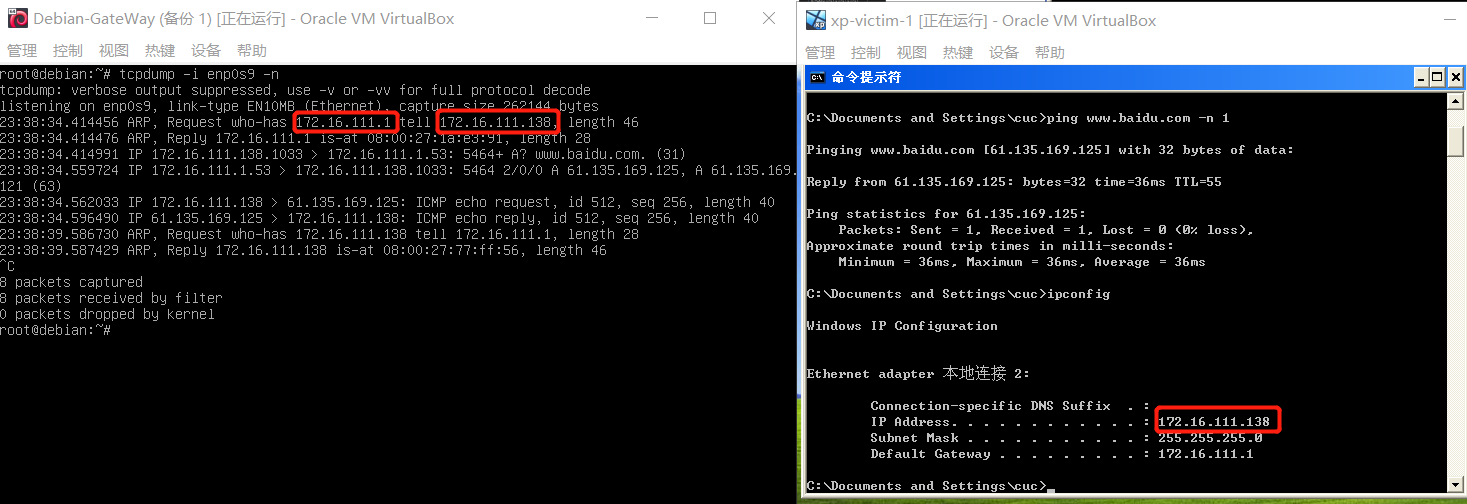 Debian-GateWay (备份 1) [正在运行] - Oracle VM VirtualBox
管理 控制 视图 热键 设备 帮助
root@debian:~# tcpdump -i enp0s9 -n
tcpdump: verbose output suppressed, use -v or -vv for full protocol decode
listening on enp0s9, link-type EN10MB (Ethernet), capture size 262144 bytes
23:38:34.414456 ARP, Request who-has 172.16.111.1 tell 172.16.111.138, length 46
23:38:34.414476 ARP, Reply 172.16.111.1 is-at 08:00:27:1a:e3:91, length 28
23:38:34.414991 IP 172.16.111.138.1033 > 172.16.111.1.53: 5464+ A? www.baidu.com. (31)
23:38:34.559724 IP 172.16.111.1.53 > 172.16.111.138.1033: 5464 2/0/0 A 61.135.169.125, A 61.135.169.
121 (63)
23:38:34.562033 IP 172.16.111.138 > 61.135.169.125: ICMP echo request, id 512, seq 256, length 40
23:38:34.596490 IP 61.135.169.125 > 172.16.111.138: ICMP echo reply, id 512, seq 256, length 40
23:38:39.586730 ARP, Request who-has 172.16.111.138 tell 172.16.111.1, length 28
23:38:39.587429 ARP, Reply 172.16.111.138 is-at 08:00:27:77:ff:56, length 46
^C
8 packets captured
8 packets received by filter
0 packets dropped by kernel
root@debian:~#
xp-victim-1 [正在运行] - Oracle VM VirtualBox
管理 控制 视图 热键 设备 帮助
命令提示符
C:\Documents and Settings\cuc>ping www.baidu.com -n 1
Pinging www.baidu.com [61.135.169.125] with 32 bytes of data:
Reply from 61.135.169.125: bytes=32 time=36ms TTL=55
Ping statistics for 61.135.169.125:
Packets: Sent = 1, Received = 1, Lost = 0 (0% loss),
Approximate round trip times in milli-seconds:
Minimum = 36ms, Maximum = 36ms, Average = 36ms
C:\Documents and Settings\cuc>ipconfig
Windows IP Configuration
Ethernet adapter 本地连接 2:
Connection-specific DNS Suffix . :
IP Address. . . . . . . . . . . . : 172.16.111.138
Subnet Mask . . . . . . . . . . . : 255.255.255.0
Default Gateway . . . . . . . . . : 172.16.111.1
C:\Documents and Settings\cuc>